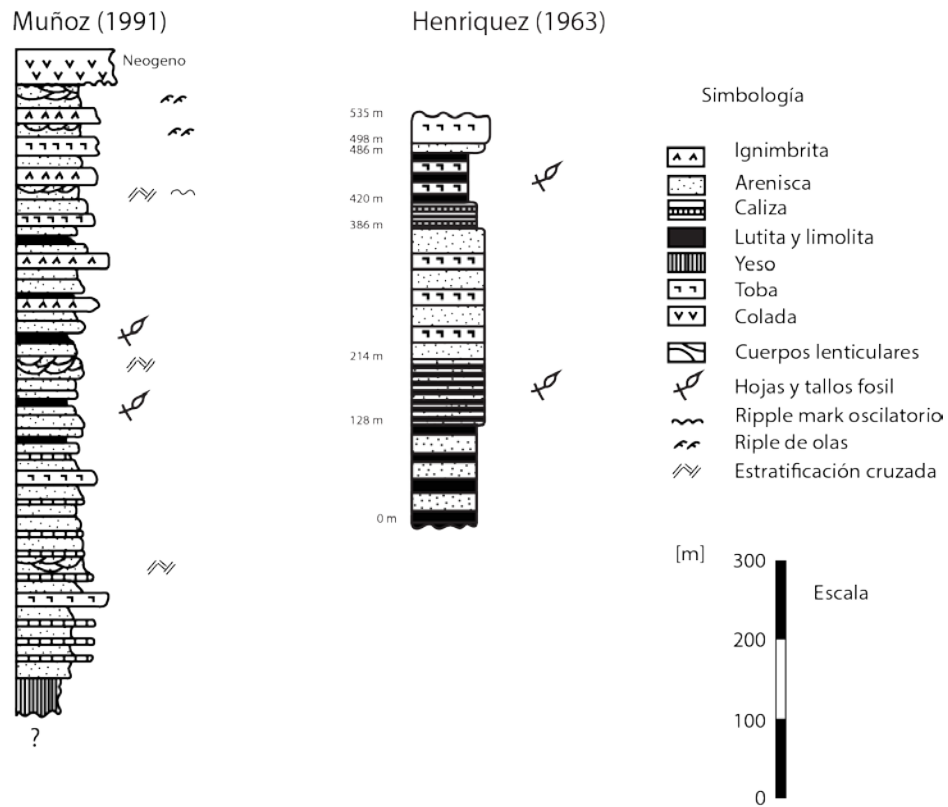 Muñoz (1991)
Neogeno
?
Henriquez (1963)
535 m
498 m
486 m
420 m
386 m
214 m
128 m
0 m
Simbología
Ignimbrita
Arenisca
Caliza
Lutita y limolita
Yeso
Toba
Colada
Cuerpos lenticulares
Hojas y tallos fosil
Ripple mark oscilatorio
Riple de olas
Estratificación cruzada
[m]
300
200
100
0
Escala